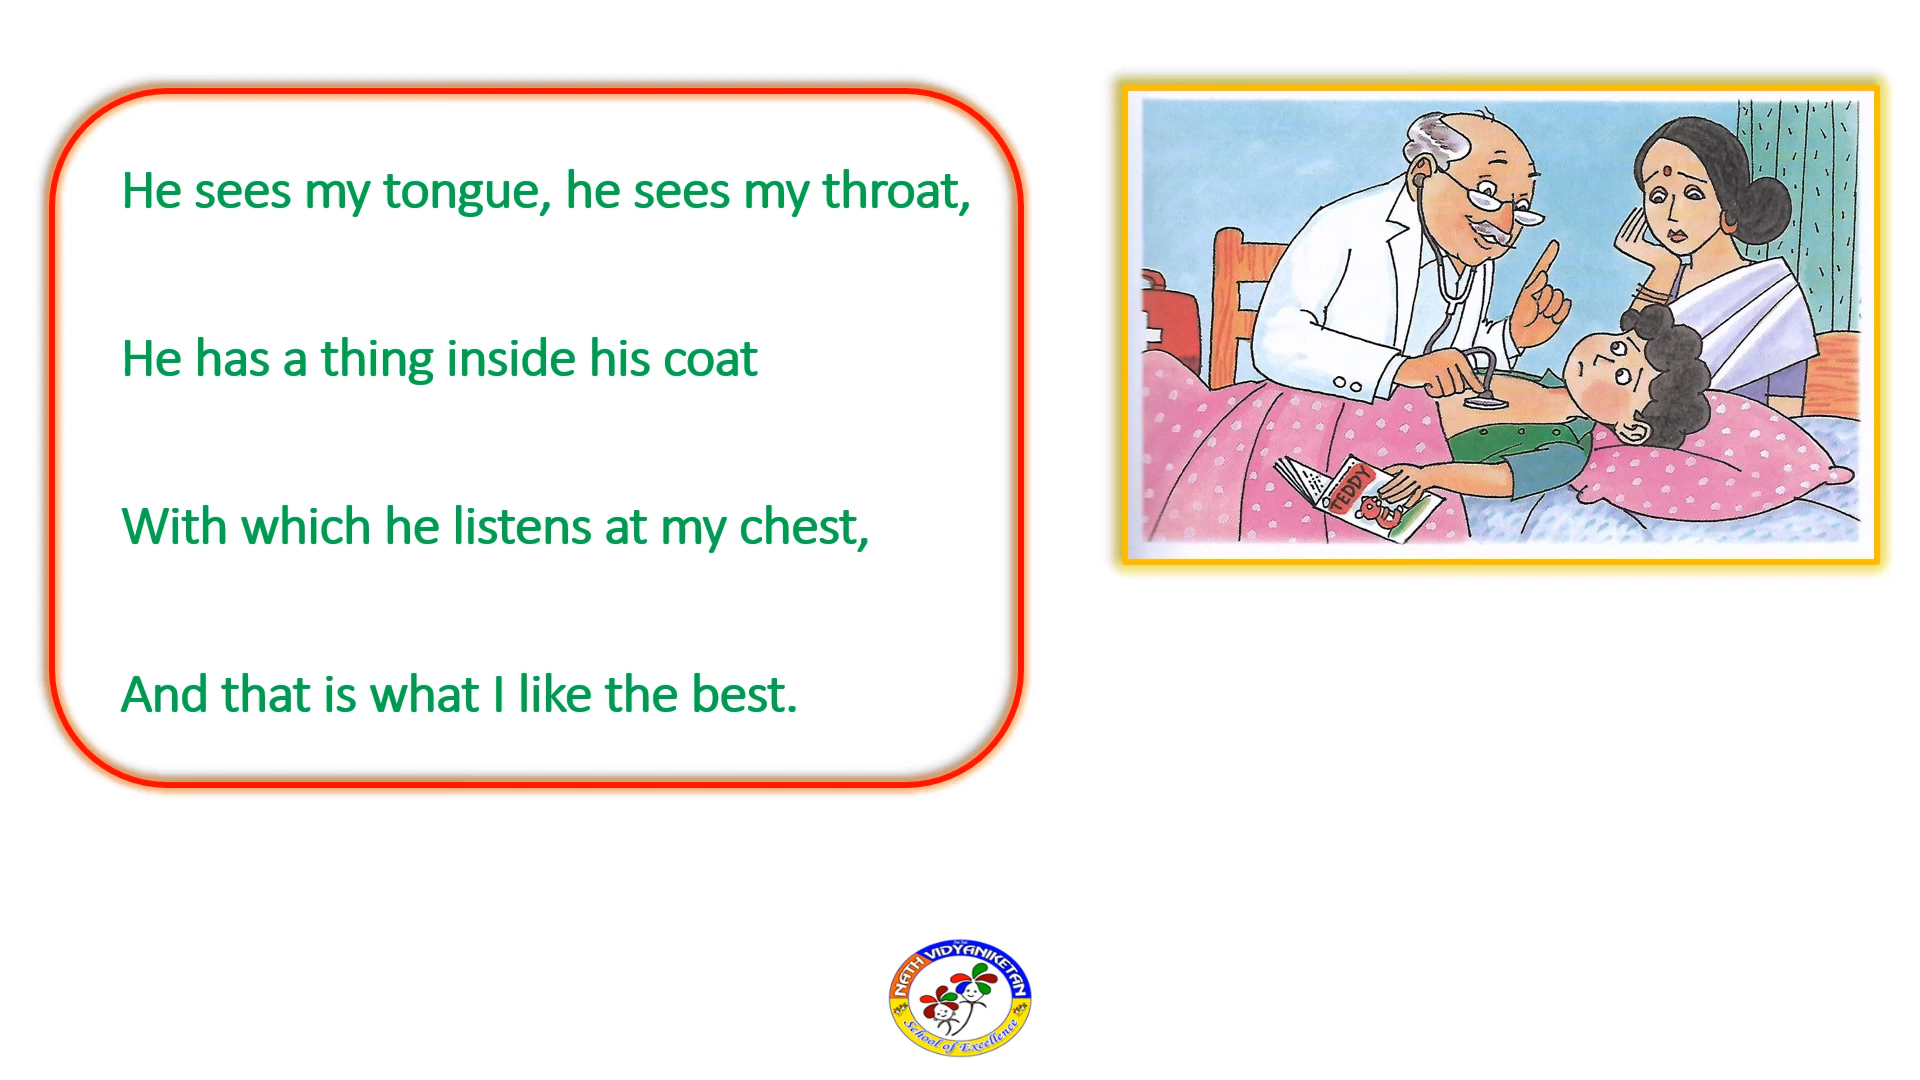 He sees my tongue, he sees my throat,
He has a thing inside his coat
With which he listens at my chest,
And that is what I like the best.
TEDDY
NATH VIDYANIKETAN
School of Excellence